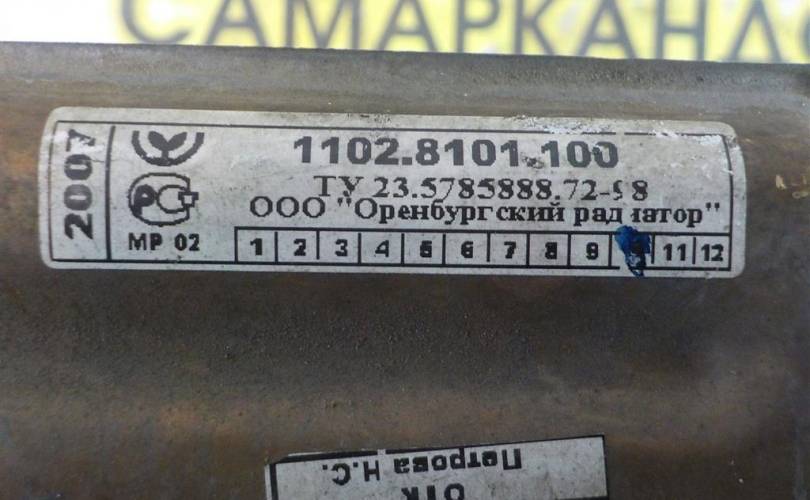 САМАРКАНД
2007
1102.8101.100
ТУ 23.5785888.72-98
ООО "Оренбургский радиатор"
МР 02
1 2 3 4 5 6 7 8 9 11 12
ОТК
Петрова Н.С.